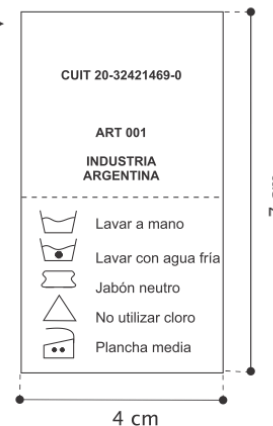 CUIT 20-32421469-0
ART 001
INDUSTRIA
ARGENTINA
Lavar a mano
Lavar con agua fría
Jabón neutro
No utilizar cloro
Plancha media
4 cm